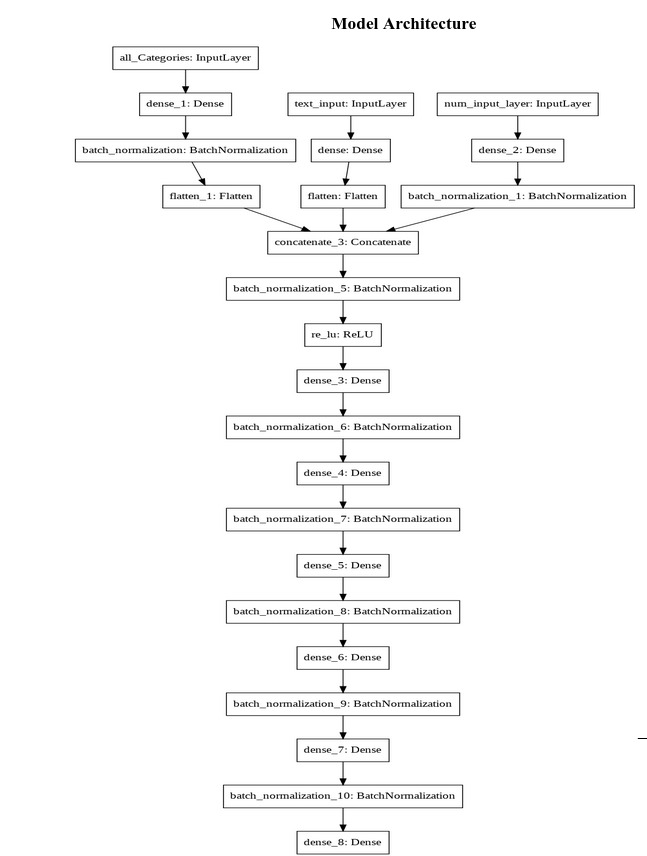 Model Architecture
all_Categories: InputLayer
dense_1: Dense
text_input: InputLayer
num_input_layer: InputLayer
batch_normalization: BatchNormalization
dense: Dense
dense_2: Dense
flatten_1: Flatten
flatten: Flatten
batch_normalization_1: BatchNormalization
concatenate_3: Concatenate
batch_normalization_5: BatchNormalization
re_lu: ReLU
dense_3: Dense
batch_normalization_6: BatchNormalization
dense_4: Dense
batch_normalization_7: BatchNormalization
dense_5: Dense
batch_normalization_8: BatchNormalization
dense_6: Dense
batch_normalization_9: BatchNormalization
dense_7: Dense
batch_normalization_10: BatchNormalization
dense_8: Dense